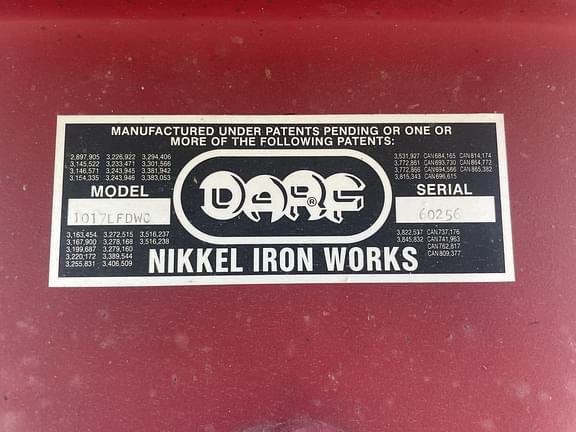 MANUFACTURED UNDER PATENTS PENDING OR ONE OR
MORE OF THE FOLLOWING PATENTS:
2,897,905 3,226,922 3,294,406
3,145,522 3,233,471 3,301,566
3,146,571 3,243,945 3,381,942
3,154,335 3,243,946 3,383,053
MODEL
1017LFDWC
3,163,454 3,272,515 3,516,237
3,167,900 3,278,168 3,516,238
3,199,687 3,279,160
3,220,172 3,389,544
3,255,831 3,406,509
DARF®
NIKKEL IRON WORKS
3,531,927 CAN684,165 CAN814,174
3,772,861 CAN693,730 CAN864,772
3,772,866 CAN694,566 CAN865,382
3,815,343 CAN696,615
SERIAL
60256
3,822,537 CAN737,176
3,845,832 CAN741,963
CAN762,817
CAN809,377